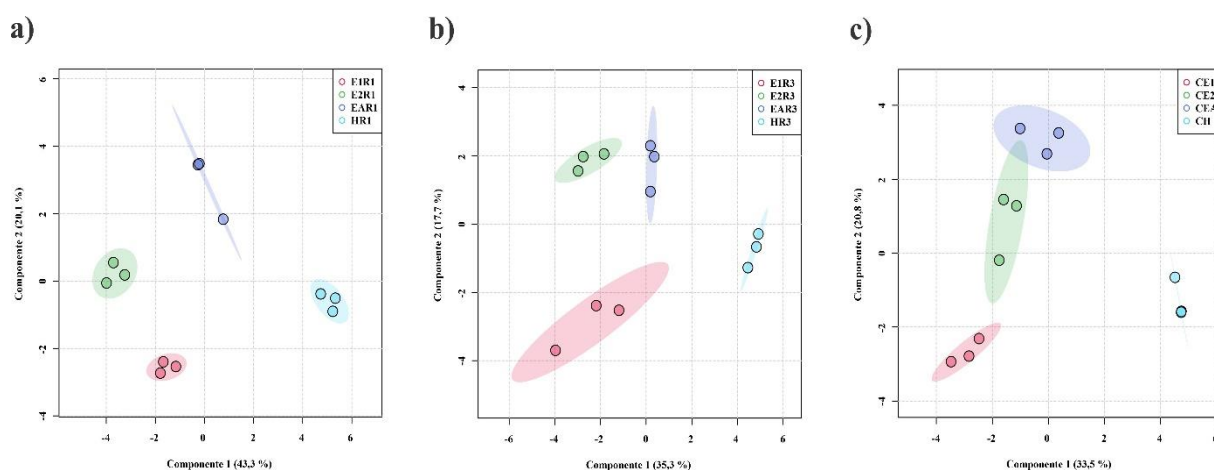 a)
b)
c)
E1R1
E2R1
EAR1
HR1
Componente 2 (20,1 %)
6
4
2
0
-2
-4
-4
-2
0
2
4
6
Componente 1 (43,3 %)
E1R3
E2R3
EAR3
HR3
Componente 2 (17,7 %)
4
2
0
-2
-4
-6
-4
-2
0
2
4
6
Componente 1 (35,3 %)
CE1
CE2
CEA
CH
Componente 2 (20,8 %)
4
2
0
-2
-4
-4
-2
0
2
4
Componente 1 (33,5 %)